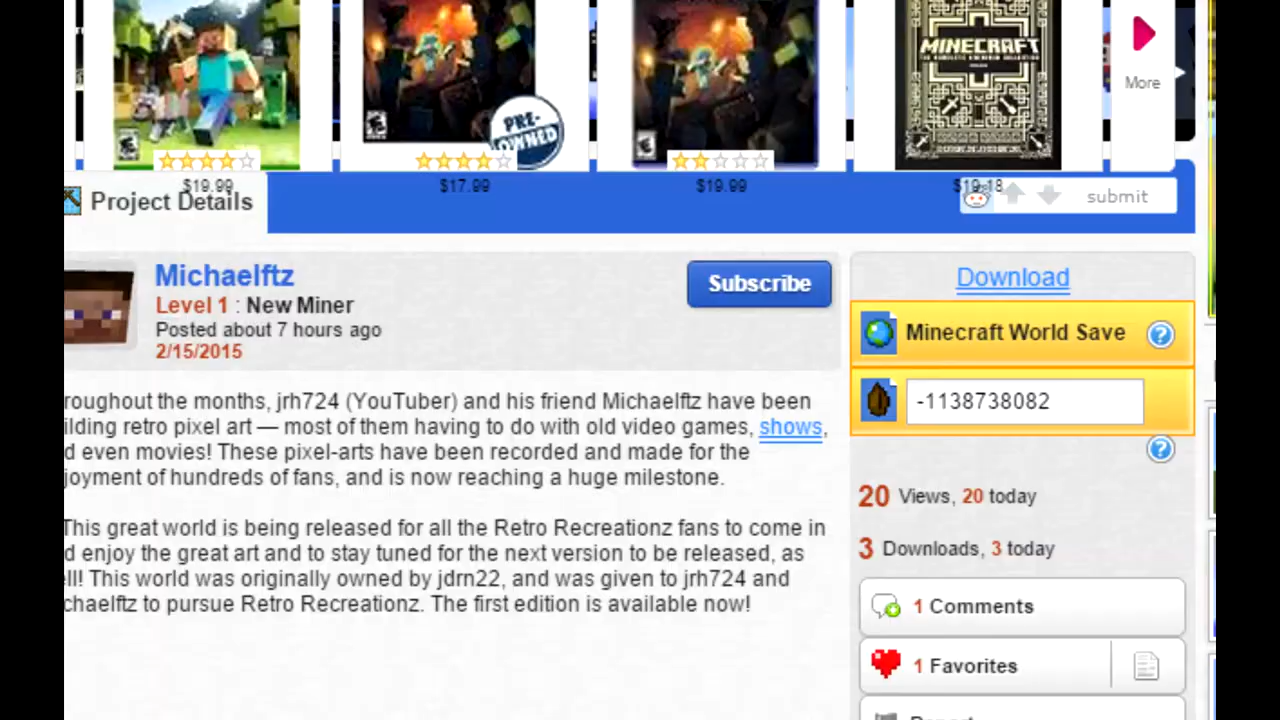 MINECRAFT
PRE-
OWNED
More
$19.99
$17.99
$19.99
$19.18
Project Details
submit
Michaelftz
Subscribe
Level 1 : New Miner
Posted about 7 hours ago
2/15/2015
roughout the months, jrh724 (YouTuber) and his friend Michaelftz have been
ilding retro pixel art — most of them having to do with old video games, shows,
d even movies! These pixel-arts have been recorded and made for the
joyment of hundreds of fans, and is now reaching a huge milestone.
This great world is being released for all the Retro Recreationz fans to come in
d enjoy the great art and to stay tuned for the next version to be released, as
ll! This world was originally owned by jdrn22, and was given to jrh724 and
chaelftz to pursue Retro Recreationz. The first edition is available now!
Download
Minecraft World Save ?
-1138738082
?
20 Views, 20 today
3 Downloads, 3 today
1 Comments
1 Favorites